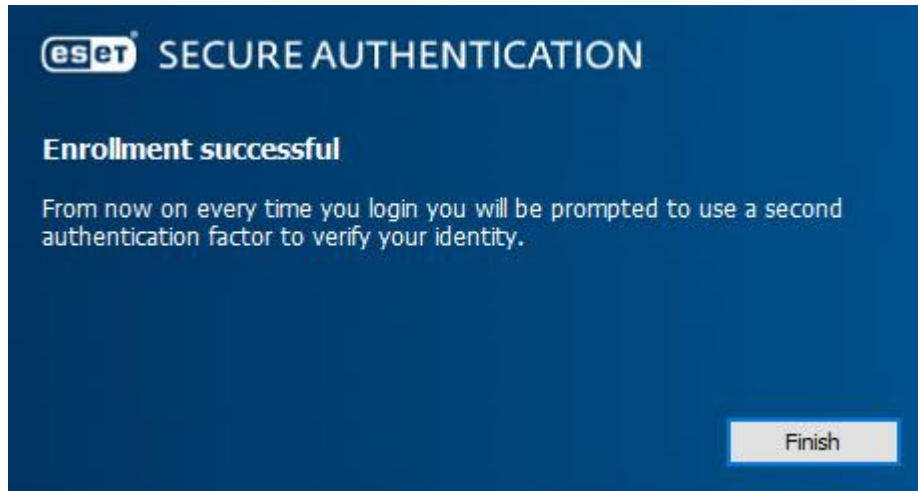 eseT SECURE AUTHENTICATION
Enrollment successful
From now on every time you login you will be prompted to use a second
authentication factor to verify your identity.
Finish